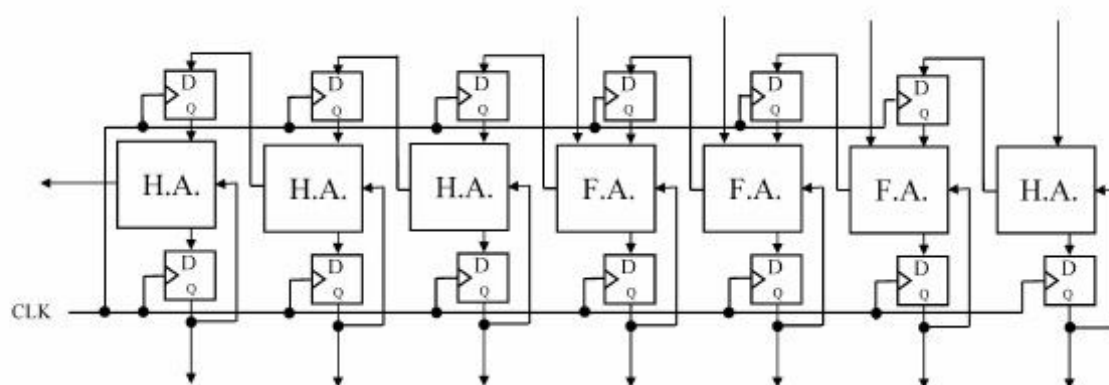 D D D D D D
Q Q Q Q Q Q
H.A. H.A. H.A. F.A. F.A. F.A. H.A.
D D D D D D D
Q Q Q Q Q Q Q
CLK